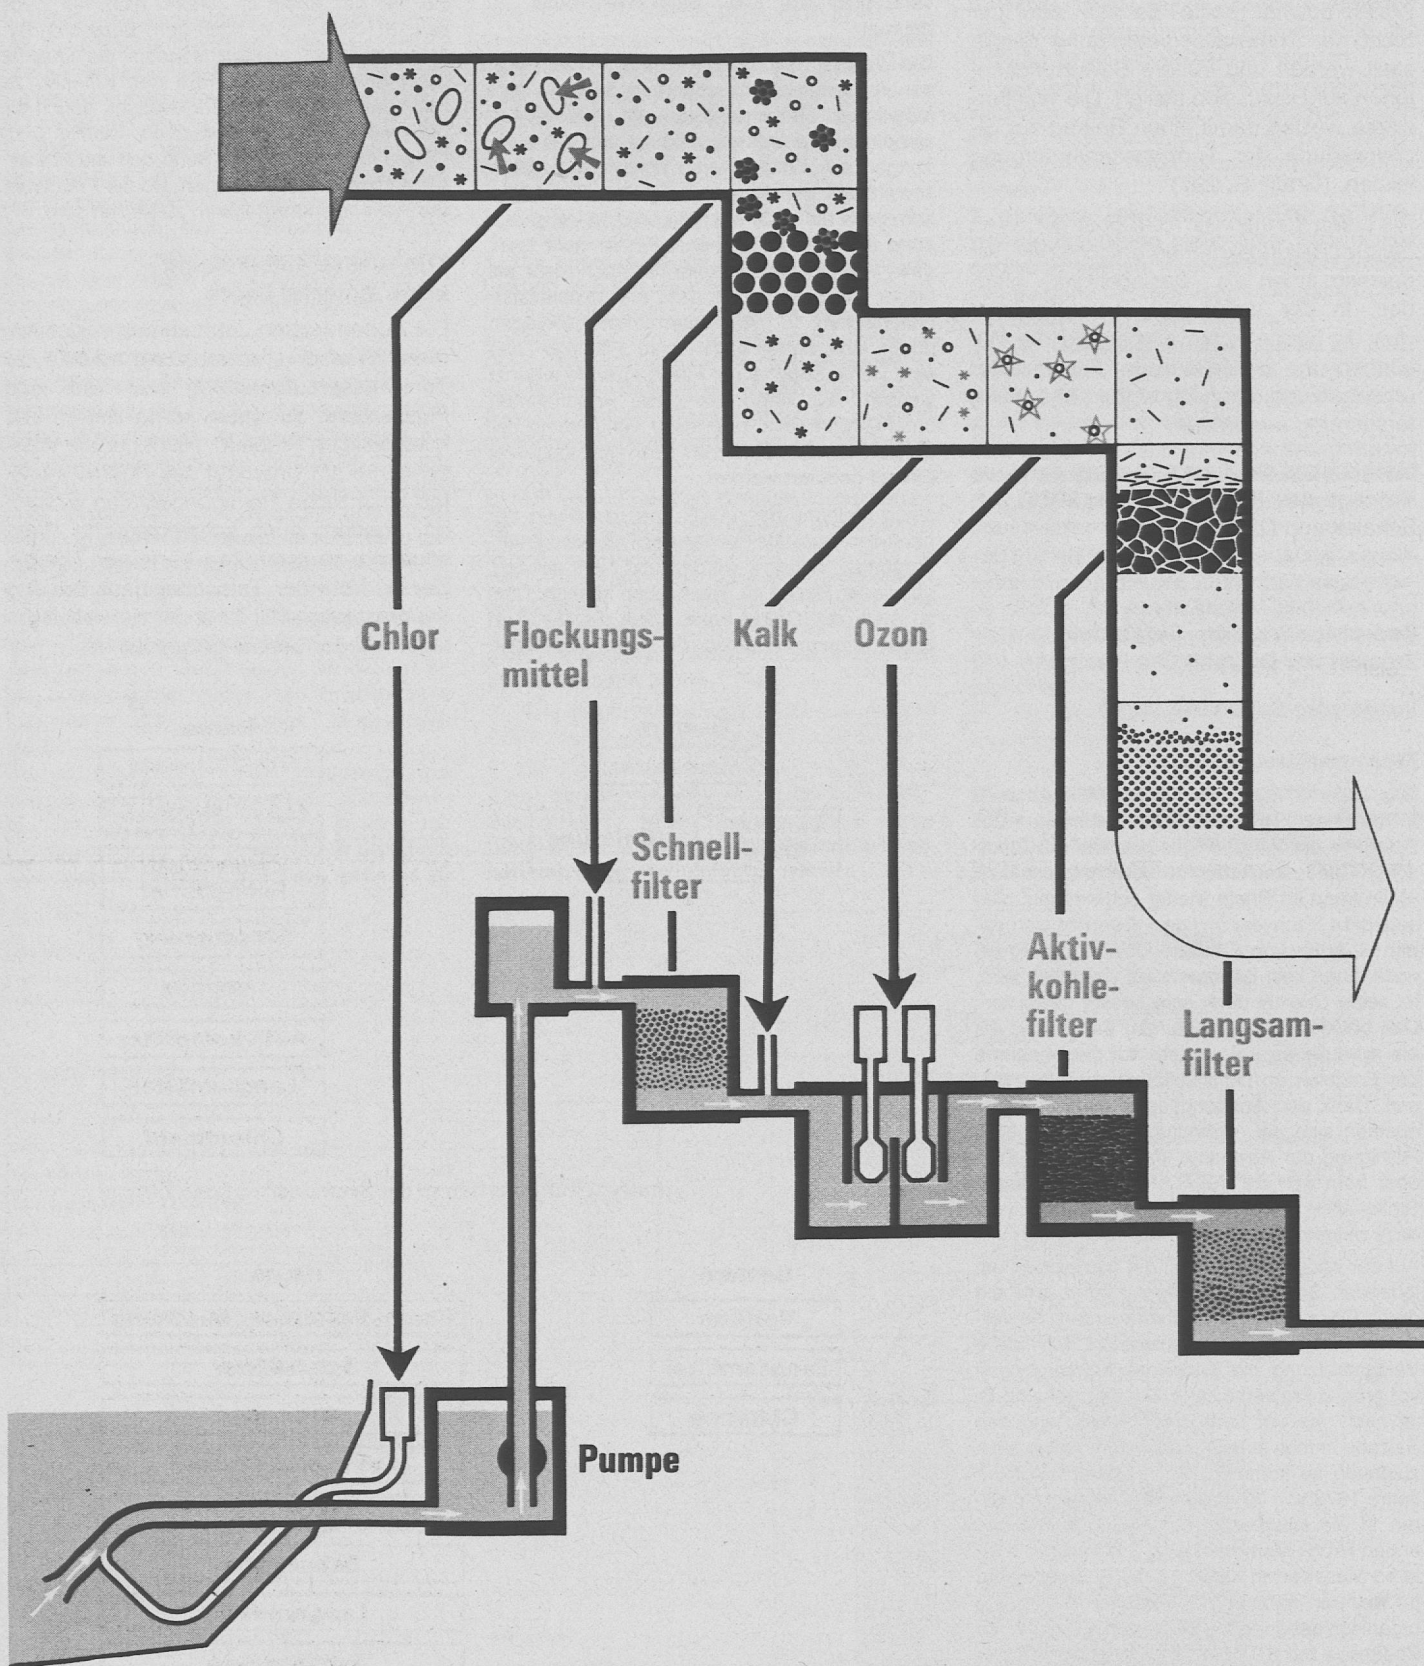 Chlor
Flockungs-
mittel
Kalk
Ozon
Schnell-
filter
Aktiv-
kohle-
filter
Langsam-
filter
Pumpe